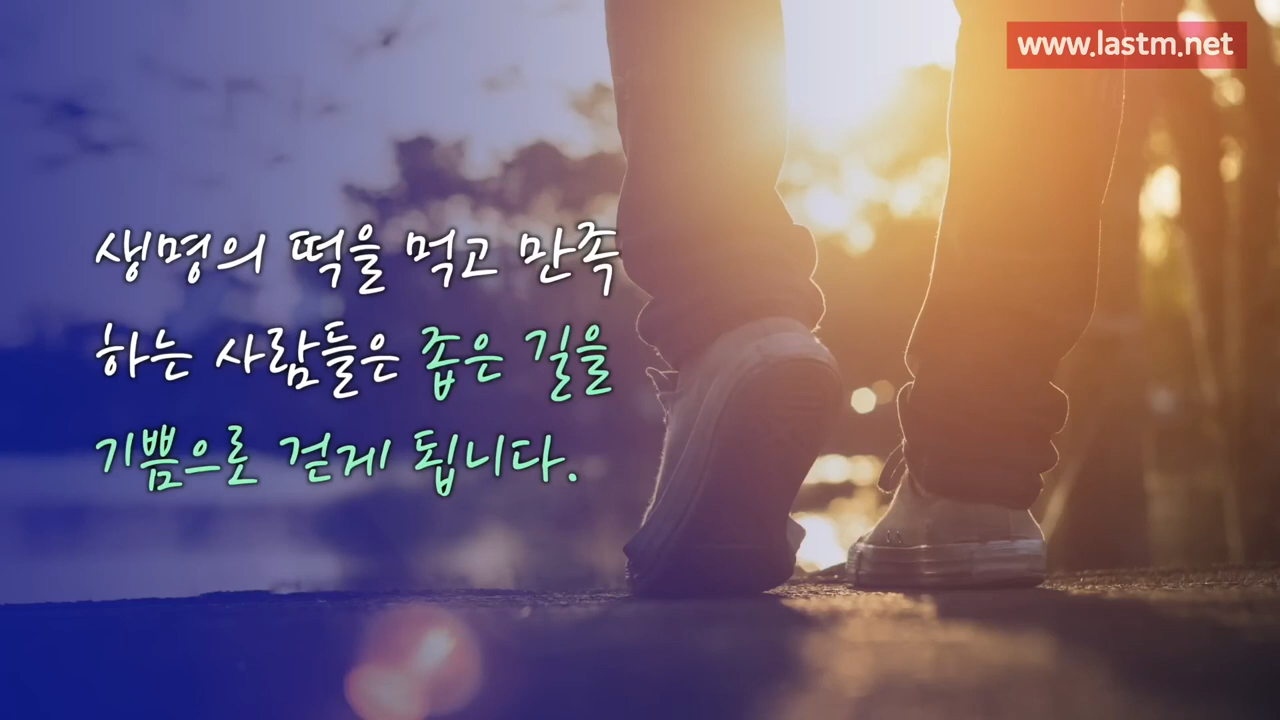 www.lastm.net
생명의 떡을 먹고 만족
하는 사람들은 좁은 길을
기쁨으로 걷게 됩니다.